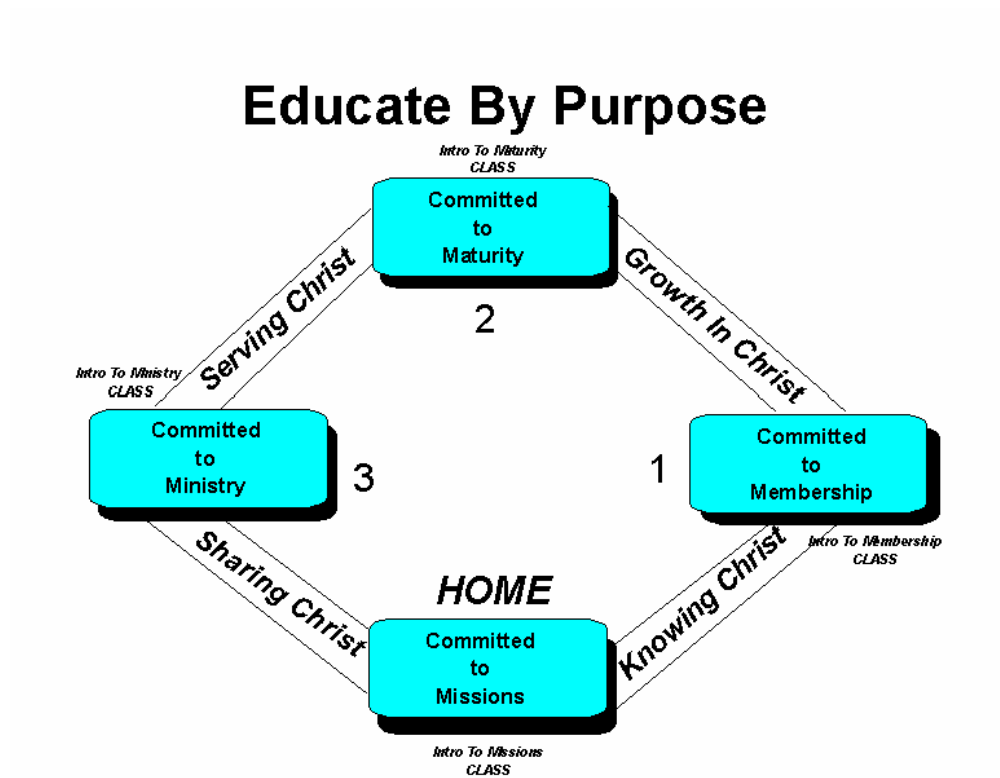 Educate By Purpose
Intro To Maturity
CLASS
Committed
to
Maturity
Serving Christ
Growth In Christ
2
Intro To Ministry
CLASS
Committed
to
Ministry
3
1
Committed
to
Membership
Intro To Membership
CLASS
Sharing Christ
Knowing Christ
HOME
Committed
to
Missions
Intro To Missions
CLASS